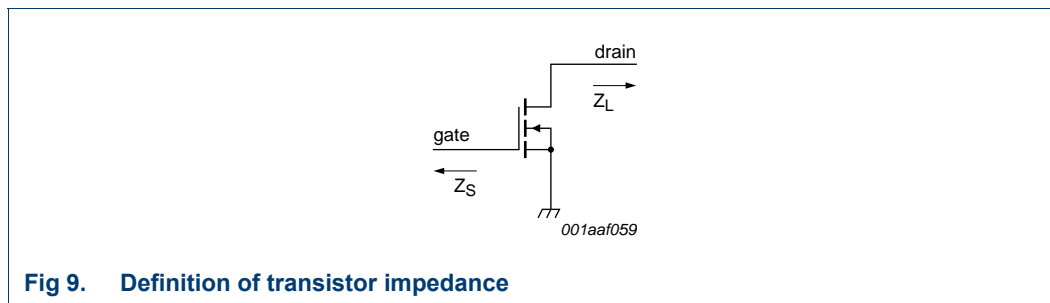 drain
Z_L
gate
Z_S
001aaf059
Fig 9. Definition of transistor impedance